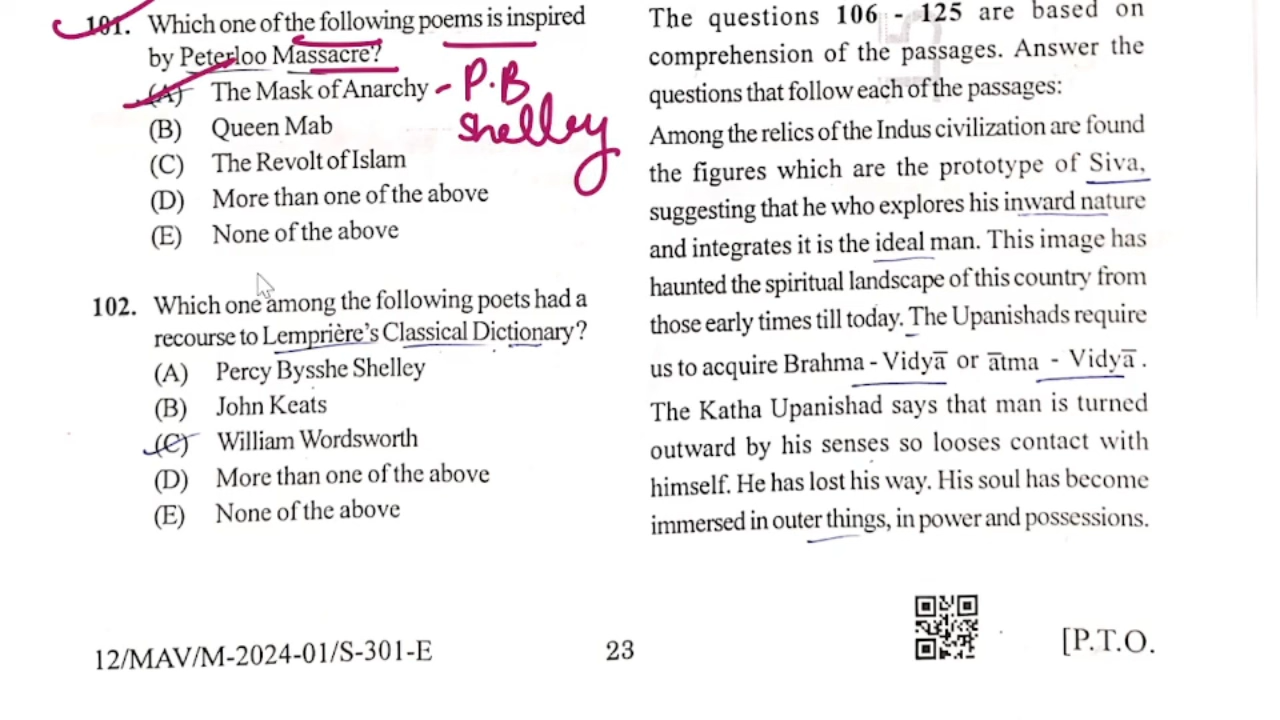 101. Which one of the following poems is inspired
by Peterloo Massacre?
(A) The Mask of Anarchy - P.B
Shelley
(B) Queen Mab
(C) The Revolt of Islam
(D) More than one of the above
(E) None of the above
102. Which one among the following poets had a
recourse to Lemprière's Classical Dictionary?
(A) Percy Bysshe Shelley
(B) John Keats
(C) William Wordsworth
(D) More than one of the above
(E) None of the above
The questions 106 - 125 are based on
comprehension of the passages. Answer the
questions that follow each of the passages:
Among the relics of the Indus civilization are found
the figures which are the prototype of Siva,
suggesting that he who explores his inward nature
and integrates it is the ideal man. This image has
haunted the spiritual landscape of this country from
those early times till today. The Upanishads require
us to acquire Brahma - Vidyā or ātma - Vidyā .
The Katha Upanishad says that man is turned
outward by his senses so looses contact with
himself. He has lost his way. His soul has become
immersed in outer things, in power and possessions.
12/MAV/M-2024-01/S-301-E
23
[P.T.O.